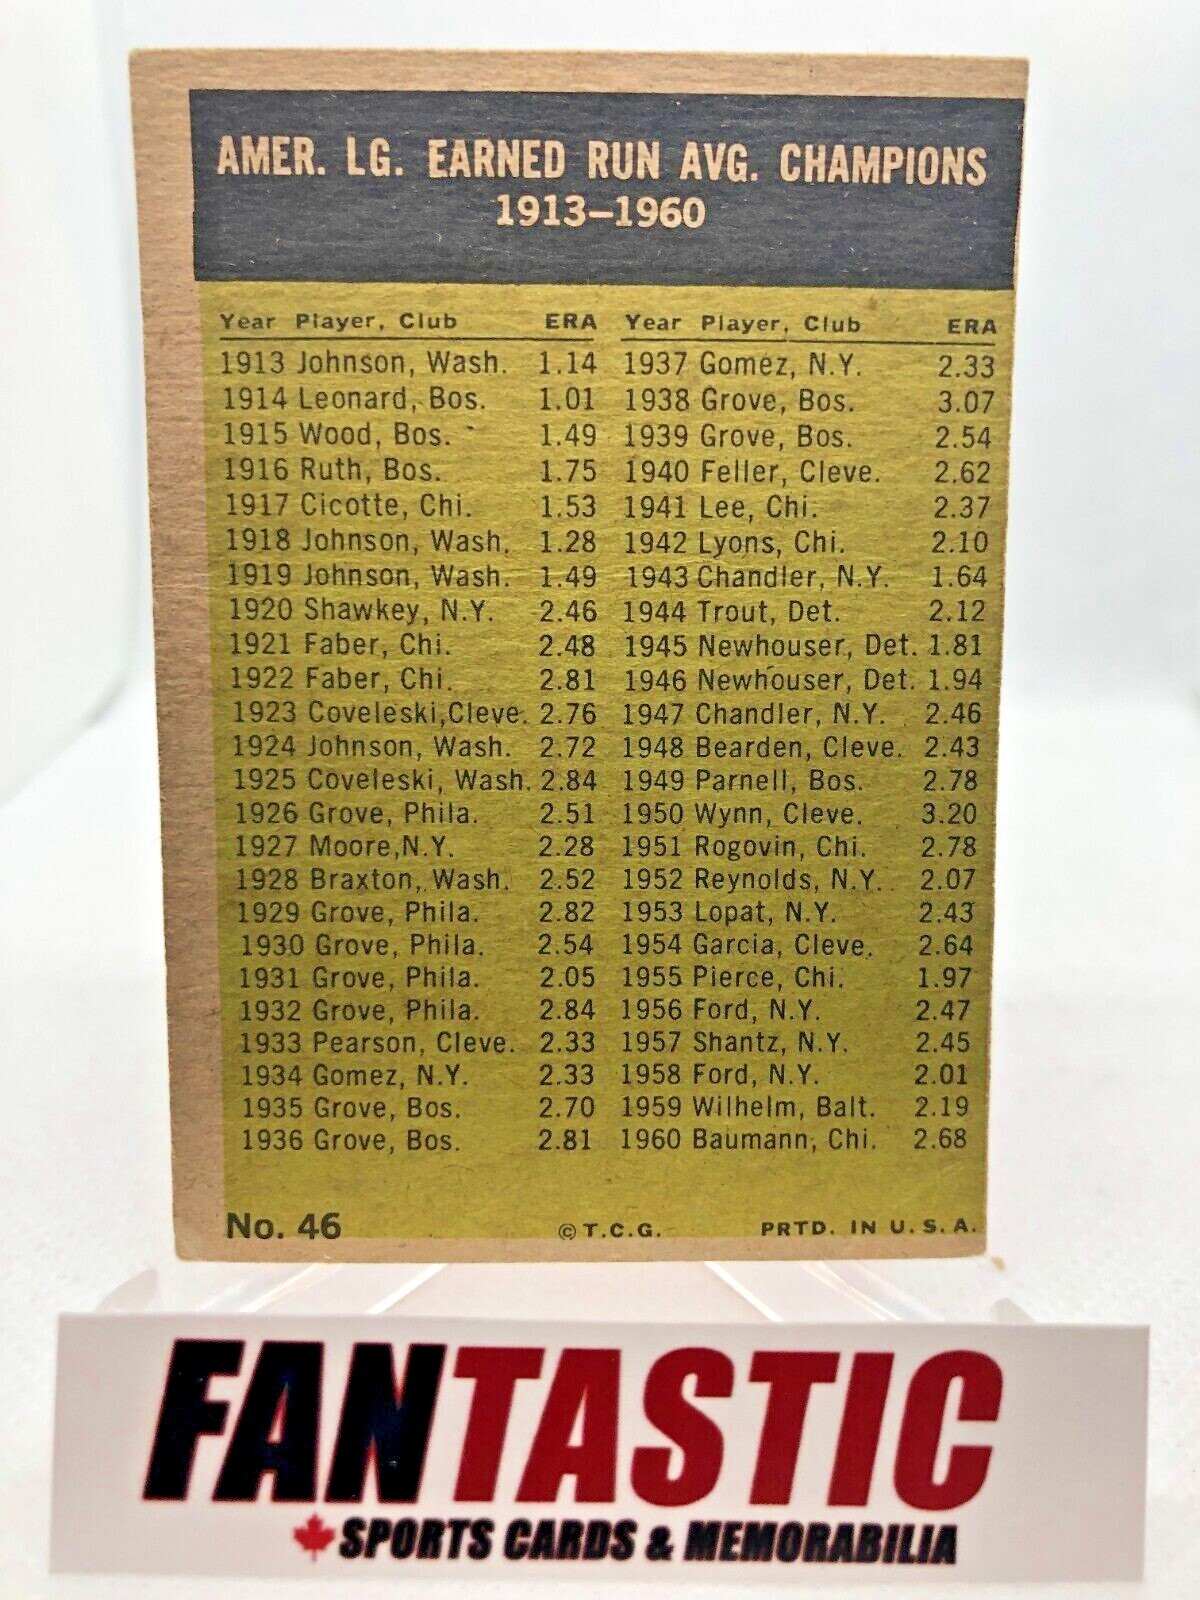 AMER. LG. EARNED RUN AVG. CHAMPIONS
1913–1960
Year Player, Club ERA
1913 Johnson, Wash. 1.14
1914 Leonard, Bos. 1.01
1915 Wood, Bos. 1.49
1916 Ruth, Bos. 1.75
1917 Cicotte, Chi. 1.53
1918 Johnson, Wash. 1.28
1919 Johnson, Wash. 1.49
1920 Shawkey, N.Y. 2.46
1921 Faber, Chi. 2.48
1922 Faber, Chi. 2.81
1923 Coveleski,Cleve. 2.76
1924 Johnson, Wash. 2.72
1925 Coveleski, Wash. 2.84
1926 Grove, Phila. 2.51
1927 Moore,N.Y. 2.28
1928 Braxton, Wash. 2.52
1929 Grove, Phila. 2.82
1930 Grove, Phila. 2.54
1931 Grove, Phila. 2.05
1932 Grove, Phila. 2.84
1933 Pearson, Cleve. 2.33
1934 Gomez, N.Y. 2.33
1935 Grove, Bos. 2.70
1936 Grove, Bos. 2.81
Year Player, Club ERA
1937 Gomez, N.Y. 2.33
1938 Grove, Bos. 3.07
1939 Grove, Bos. 2.54
1940 Feller, Cleve. 2.62
1941 Lee, Chi. 2.37
1942 Lyons, Chi. 2.10
1943 Chandler, N.Y. 1.64
1944 Trout, Det. 2.12
1945 Newhouser, Det. 1.81
1946 Newhouser, Det. 1.94
1947 Chandler, N.Y. 2.46
1948 Bearden, Cleve. 2.43
1949 Parnell, Bos. 2.78
1950 Wynn, Cleve. 3.20
1951 Rogovin, Chi. 2.78
1952 Reynolds, N.Y. 2.07
1953 Lopat, N.Y. 2.43
1954 Garcia, Cleve. 2.64
1955 Pierce, Chi. 1.97
1956 Ford, N.Y. 2.47
1957 Shantz, N.Y. 2.45
1958 Ford, N.Y. 2.01
1959 Wilhelm, Balt. 2.19
1960 Baumann, Chi. 2.68
No. 46 © T.C.G. PRTD. IN U.S.A.
FANTASTIC
SPORTS CARDS & MEMORABILIA